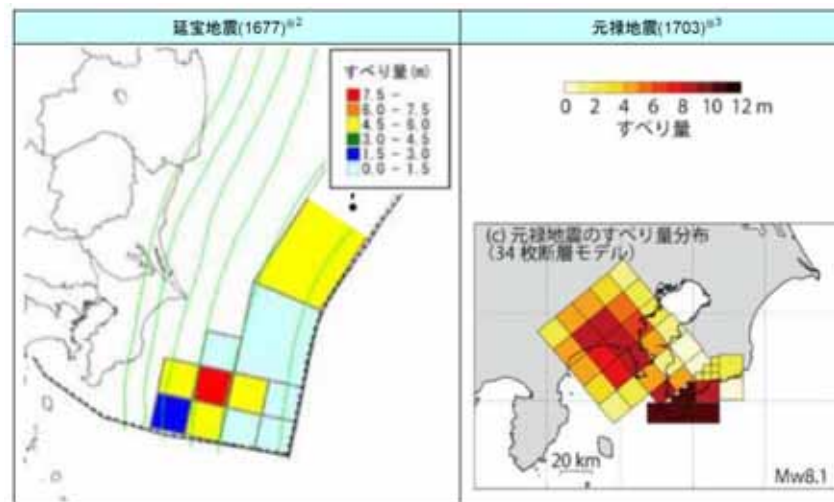 延宝地震(1677)※2
すべり量(m)
7.5 -
6.0 - 7.5
4.5 - 6.0
3.0 - 4.5
1.5 - 3.0
0.0 - 1.5
元禄地震(1703)※3
0 2 4 6 8 10 12 m
すべり量
(c) 元禄地震のすべり量分布
(34 枚断層モデル)
20 km
Mw8.1